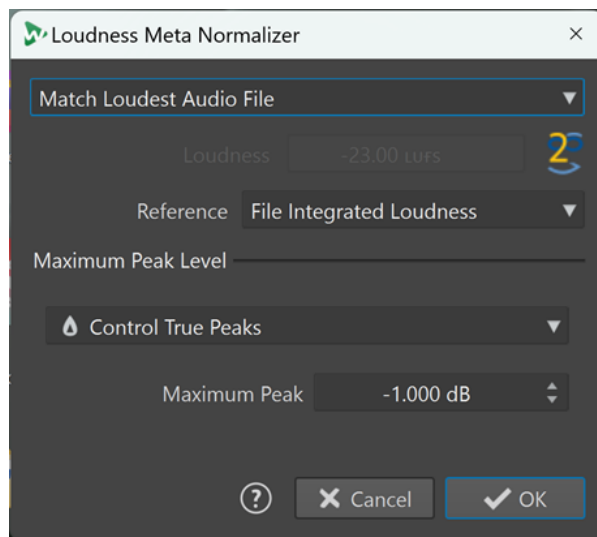 Loudness Meta Normalizer
Match Loudest Audio File
Loudness -23.00 LUFS
2
Reference File Integrated Loudness
Maximum Peak Level
Control True Peaks
Maximum Peak -1.000 dB
? Cancel OK